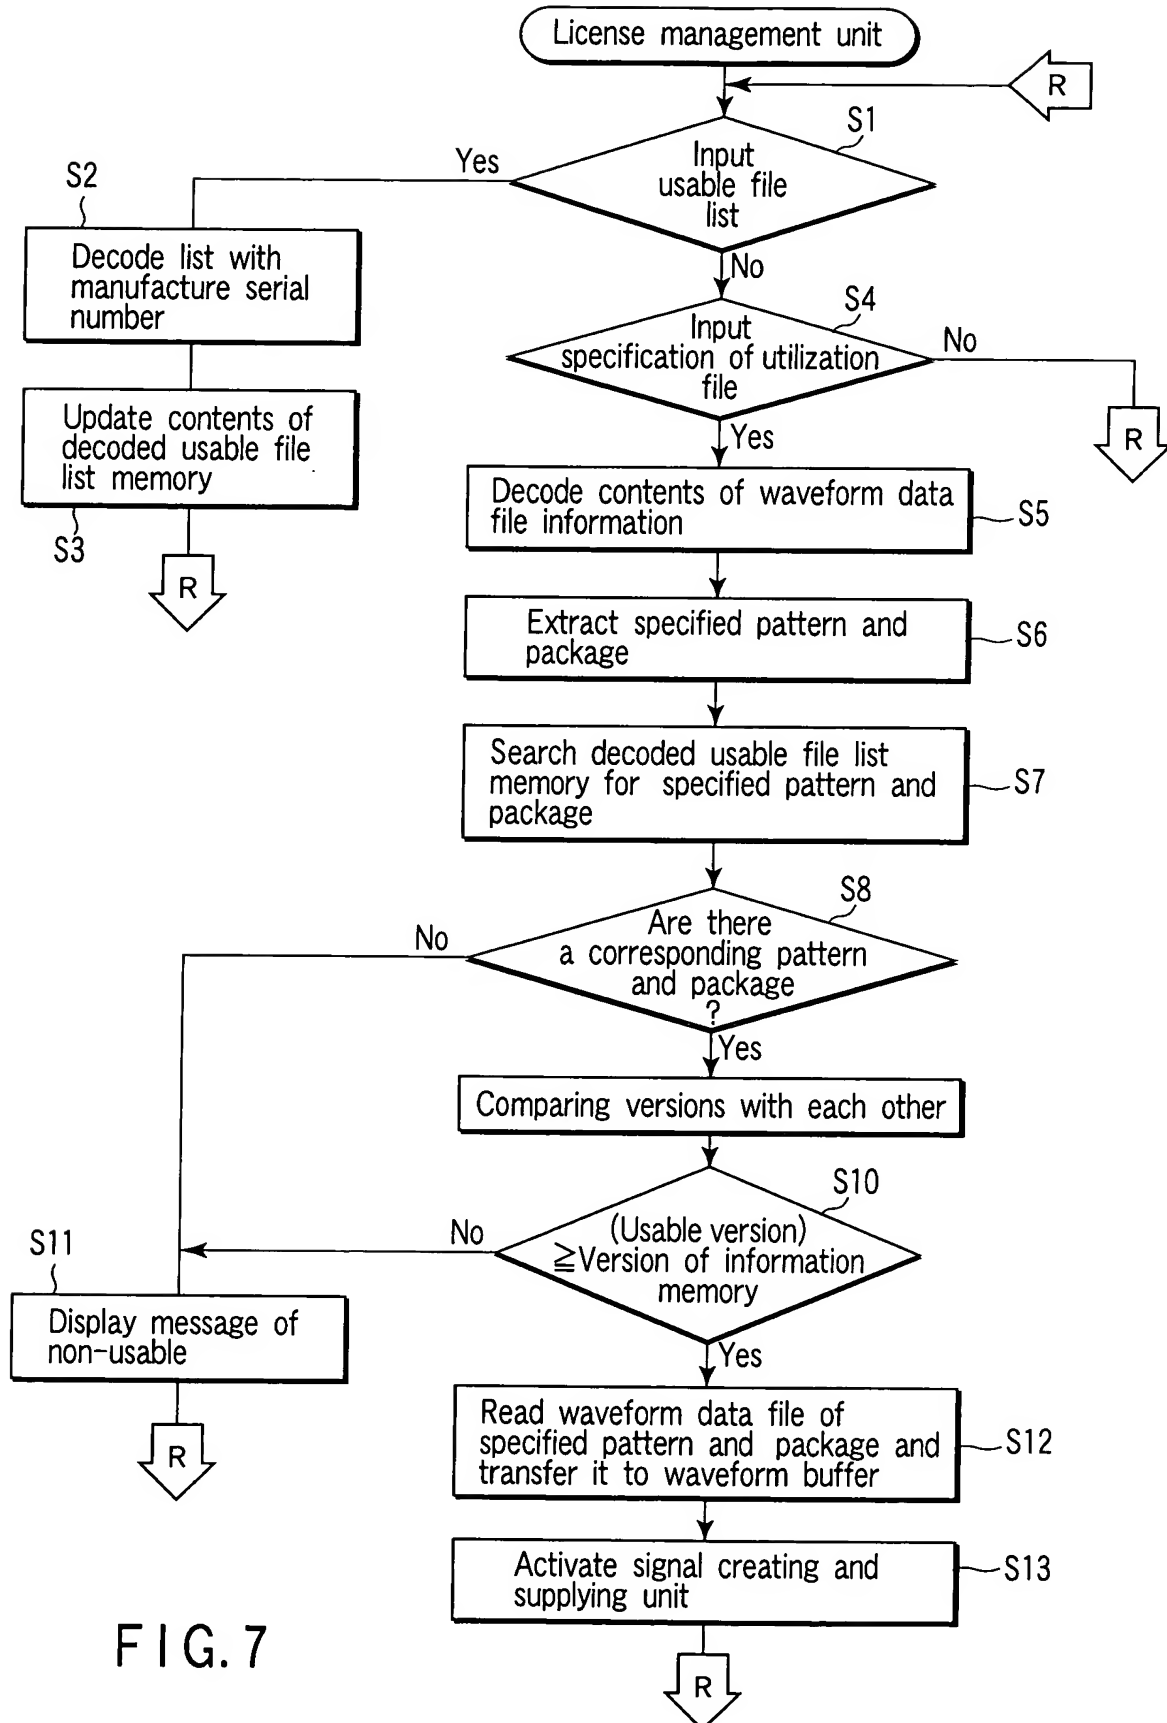 License management unit
R
S1
Input
usable file
list
Yes
No
S2
Decode list with
manufacture serial
number
Update contents of
decoded usable file
list memory
S3
R
S4
Input
specification of utilization
file
No
R
Yes
Decode contents of waveform data
file information
S5
Extract specified pattern and
package
S6
Search decoded usable file list
memory for specified pattern and
package
S7
S8
Are there
a corresponding pattern
and package
?
No
Yes
Comparing versions with each other
S10
(Usable version)
≧Version of information
memory
No
Yes
S11
Display message of
non-usable
R
Read waveform data file of
specified pattern and package and
transfer it to waveform buffer
S12
Activate signal creating and
supplying unit
S13
R
FIG. 7